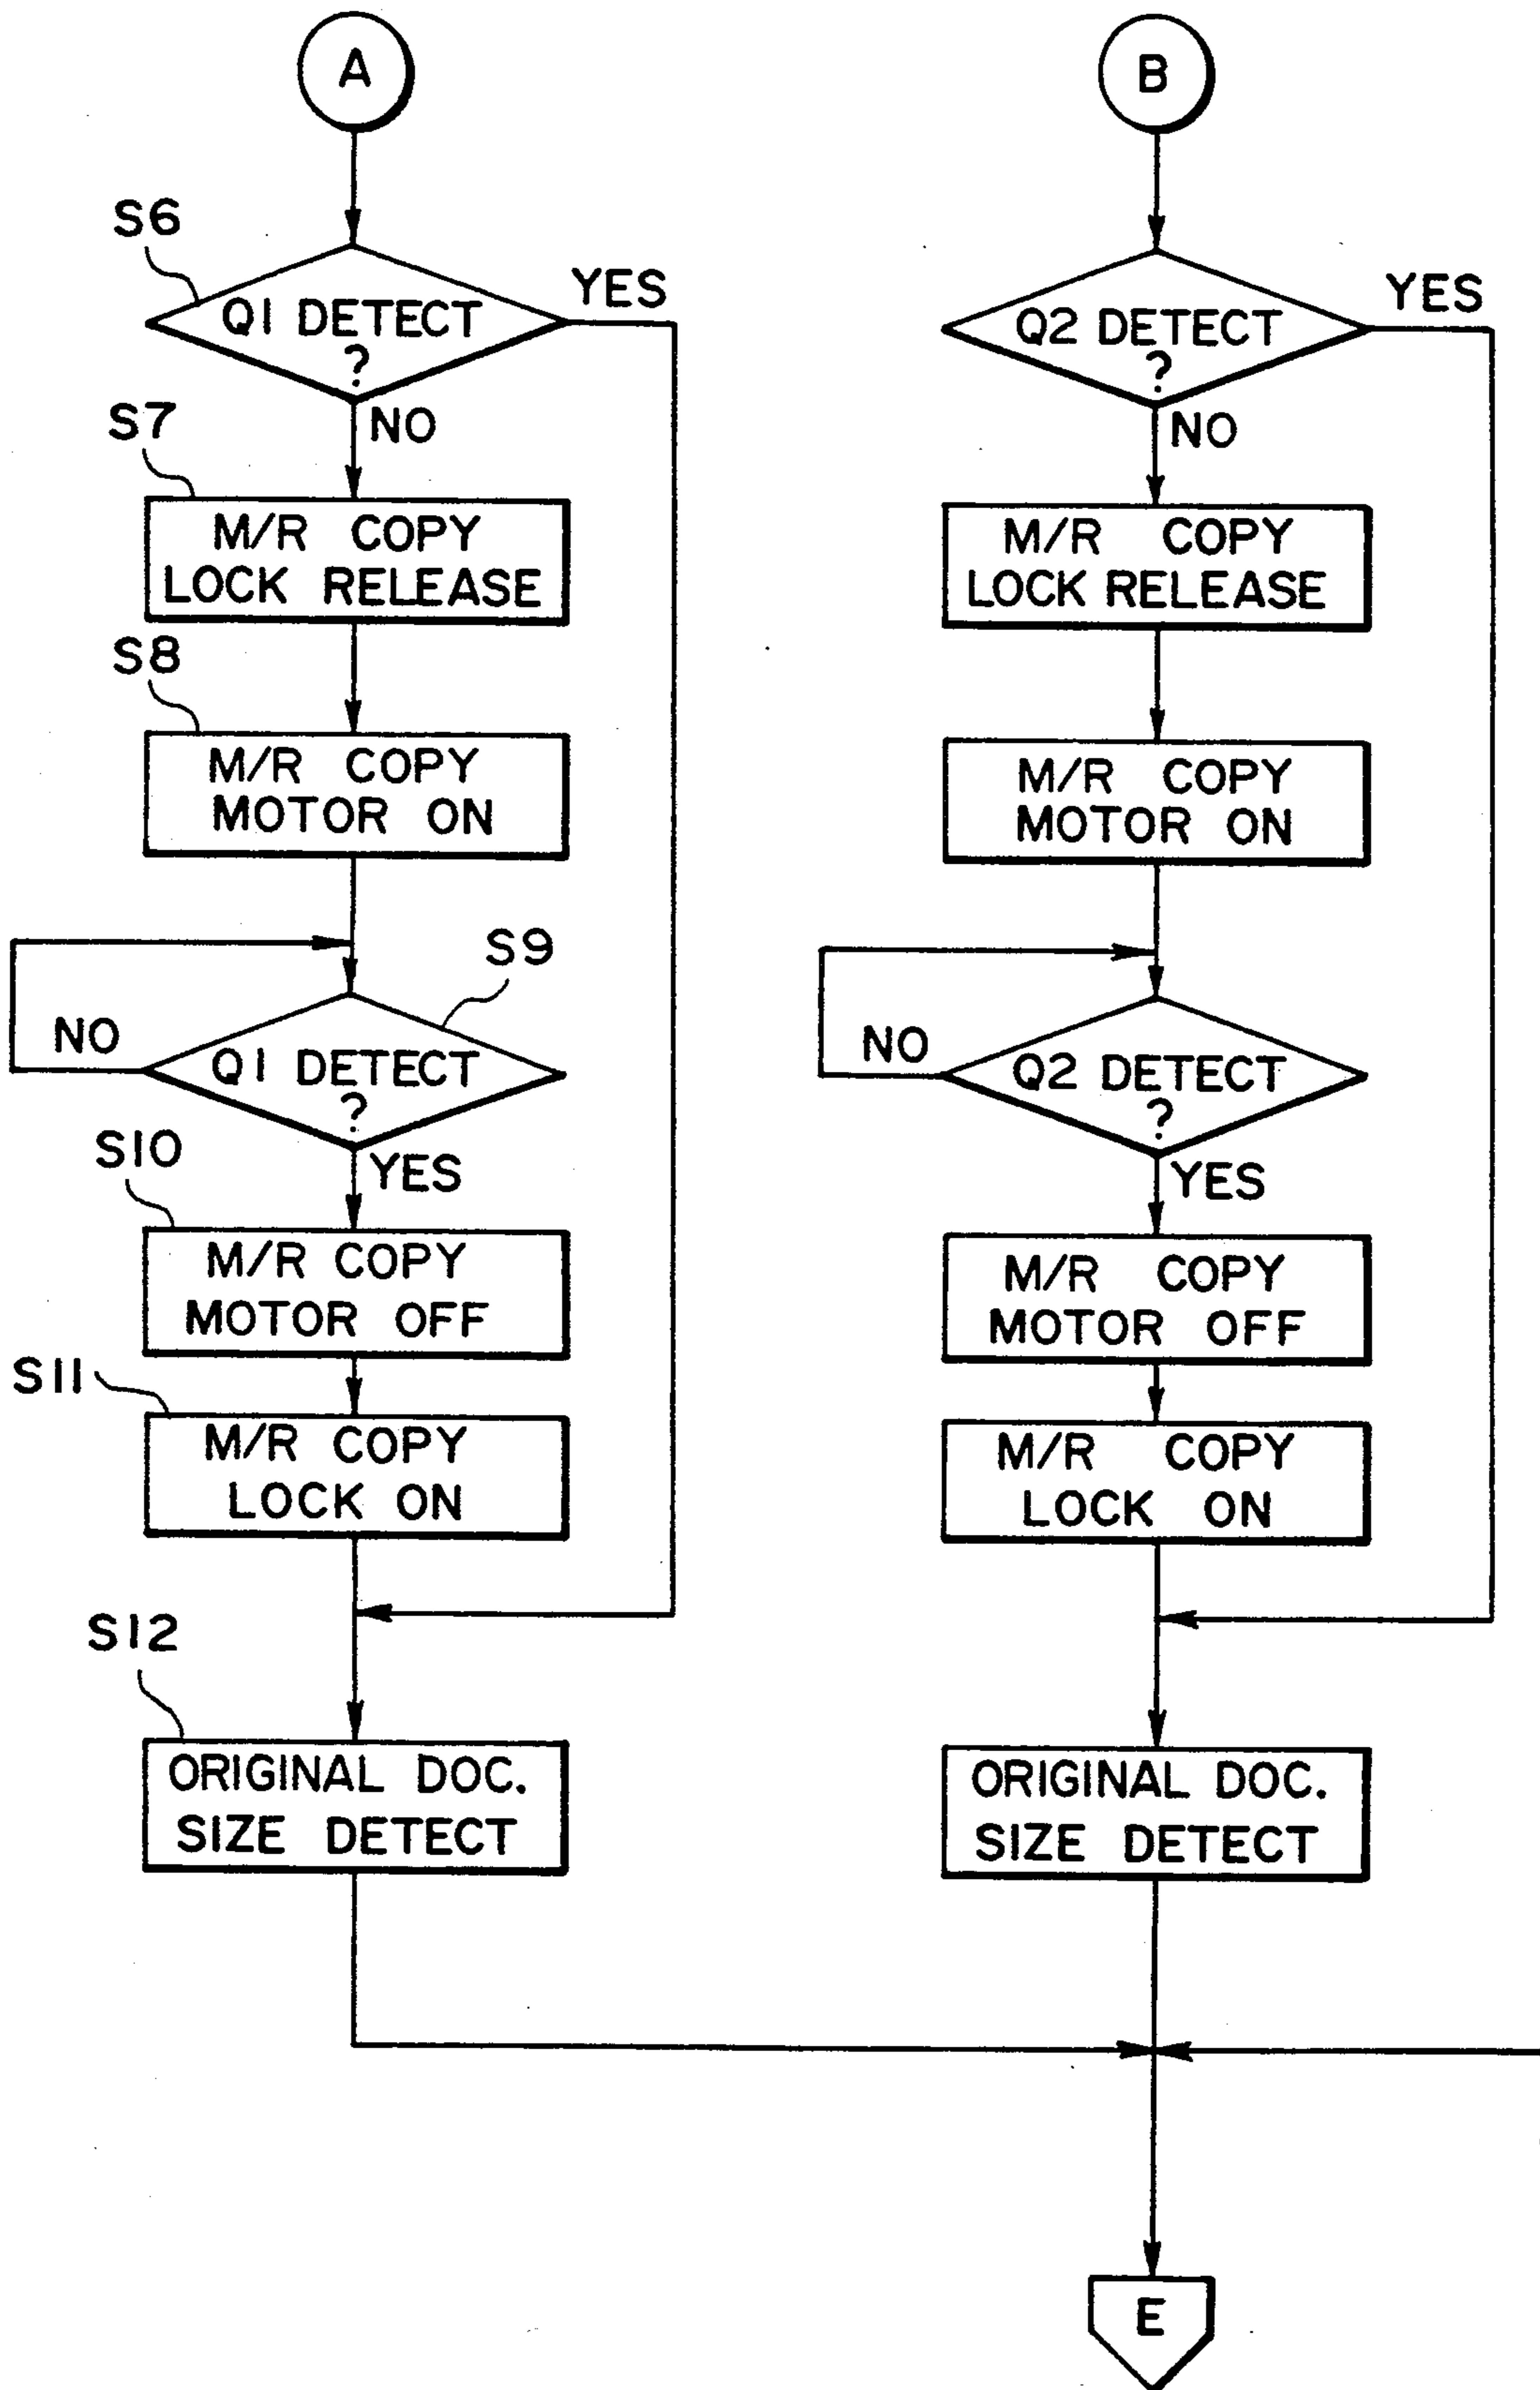 A
S6
Q1 DETECT
?
YES
NO
S7
M/R COPY
LOCK RELEASE
S8
M/R COPY
MOTOR ON
S9
NO
Q1 DETECT
?
YES
S10
M/R COPY
MOTOR OFF
S11
M/R COPY
LOCK ON
S12
ORIGINAL DOC.
SIZE DETECT
B
Q2 DETECT
?
YES
NO
M/R COPY
LOCK RELEASE
M/R COPY
MOTOR ON
NO
Q2 DETECT
?
YES
M/R COPY
MOTOR OFF
M/R COPY
LOCK ON
ORIGINAL DOC.
SIZE DETECT
E